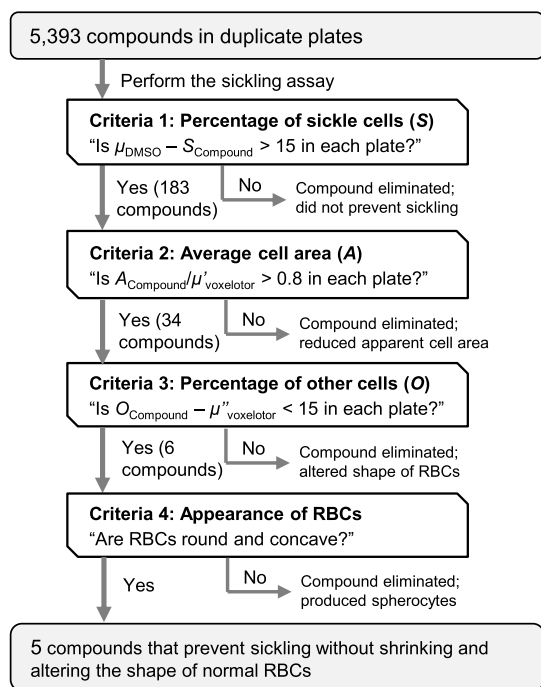 5,393 compounds in duplicate plates
Perform the sickling assay
Criteria 1: Percentage of sickle cells (S)
“Is μDMSO – SCompound > 15 in each plate?”
Yes (183
compounds)
No
Compound eliminated;
did not prevent sickling
Criteria 2: Average cell area (A)
“Is ACompound/μ’voxelotor > 0.8 in each plate?”
Yes (34
compounds)
No
Compound eliminated;
reduced apparent cell area
Criteria 3: Percentage of other cells (O)
“Is OCompound – μ”voxelotor < 15 in each plate?”
Yes (6
compounds)
No
Compound eliminated;
altered shape of RBCs
Criteria 4: Appearance of RBCs
“Are RBCs round and concave?”
Yes
No
Compound eliminated;
produced spherocytes
5 compounds that prevent sickling without shrinking and
altering the shape of normal RBCs